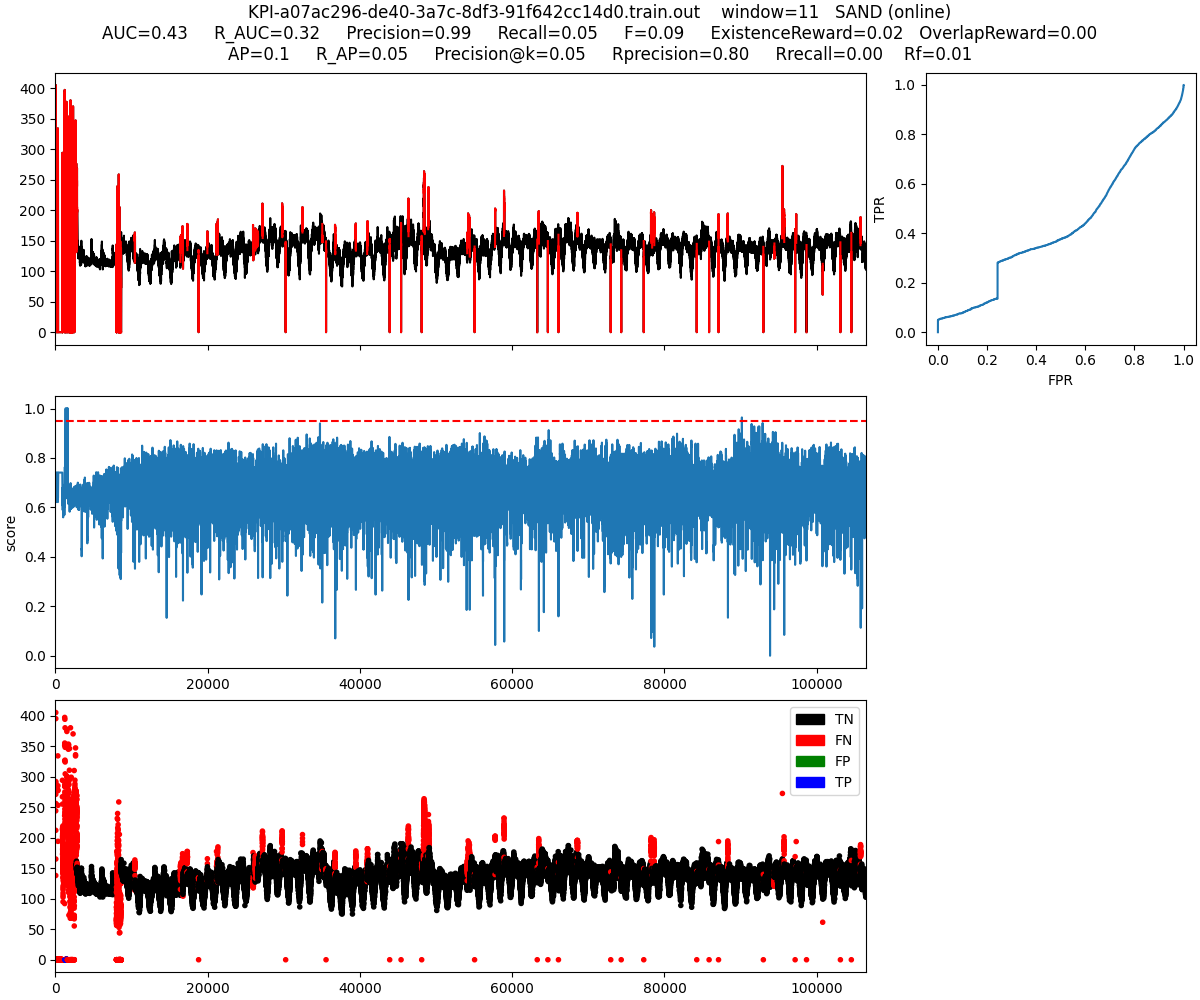 KPI-a07ac296-de40-3a7c-8df3-91f642cc14d0.train.out    window=11   SAND (online)
AUC=0.43     R_AUC=0.32     Precision=0.99     Recall=0.05     F=0.09     ExistenceReward=0.02   OverlapReward=0.00
AP=0.1     R_AP=0.05     Precision@k=0.05     Rprecision=0.80     Rrecall=0.00    Rf=0.01
400
350
300
250
200
150
100
50
0
TPR
1.0
0.8
0.6
0.4
0.2
0.0
0.0 0.2 0.4 0.6 0.8 1.0
FPR
score
1.0
0.8
0.6
0.4
0.2
0.0
0 20000 40000 60000 80000 100000
400
350
300
250
200
150
100
50
0
TN
FN
FP
TP
0 20000 40000 60000 80000 100000